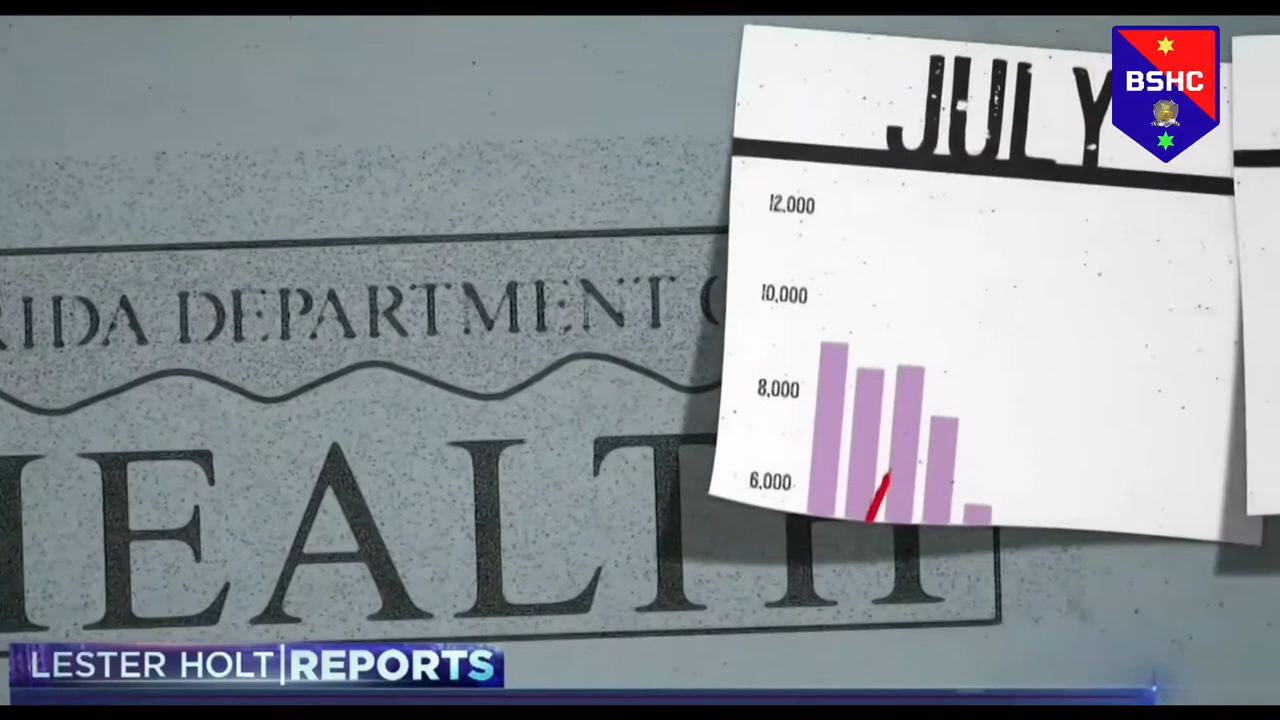 JULY
BSHC
12,000
10,000
8,000
6,000
RIDA DEPARTMENT O
HEALTH
LESTER HOLT|REPORTS